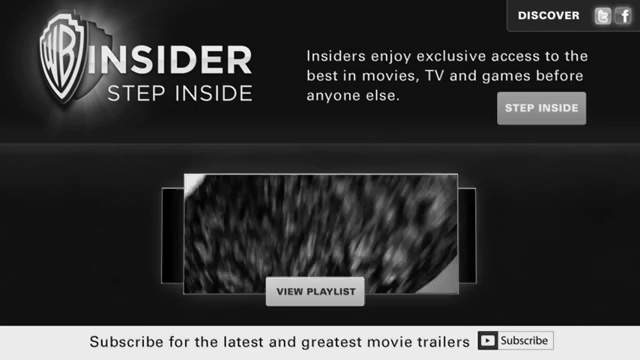 DISCOVER
WB INSIDER
STEP INSIDE
Insiders enjoy exclusive access to the
best in movies, TV and games before
anyone else.
STEP INSIDE
VIEW PLAYLIST
Subscribe for the latest and greatest movie trailers Subscribe